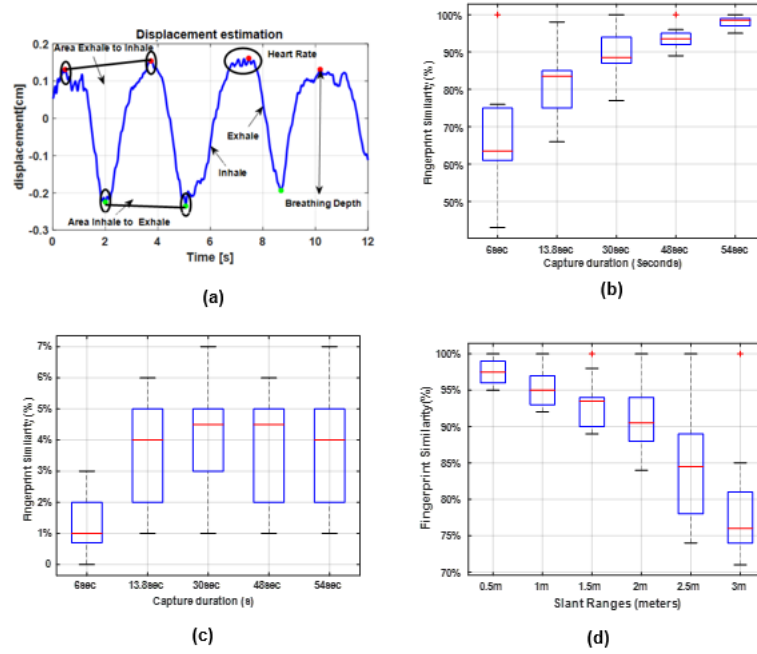 Displacement estimation
displacement[cm]
0.2
0.1
0
-0.1
-0.2
-0.3
Area Exhale to Inhale
Heart Rate
Exhale
Inhale
Area Inhale to Exhale
Breathing Depth
0 2 4 6 8 10 12
Time [s]
(a)
Fingerprint Similarity (%)
100%
90%
80%
70%
60%
50%
6sec 13.8sec 30sec 48sec 54sec
Capture duration (Seconds)
(b)
Fingerprint Similarity (%)
7%
6%
5%
4%
3%
2%
1%
0
6sec 13.8sec 30sec 48sec 54sec
Capture duration (s)
(c)
Fingerprint Similarity(%)
100%
95%
90%
85%
80%
75%
70%
0.5m 1m 1.5m 2m 2.5m 3m
Slant Ranges (meters)
(d)